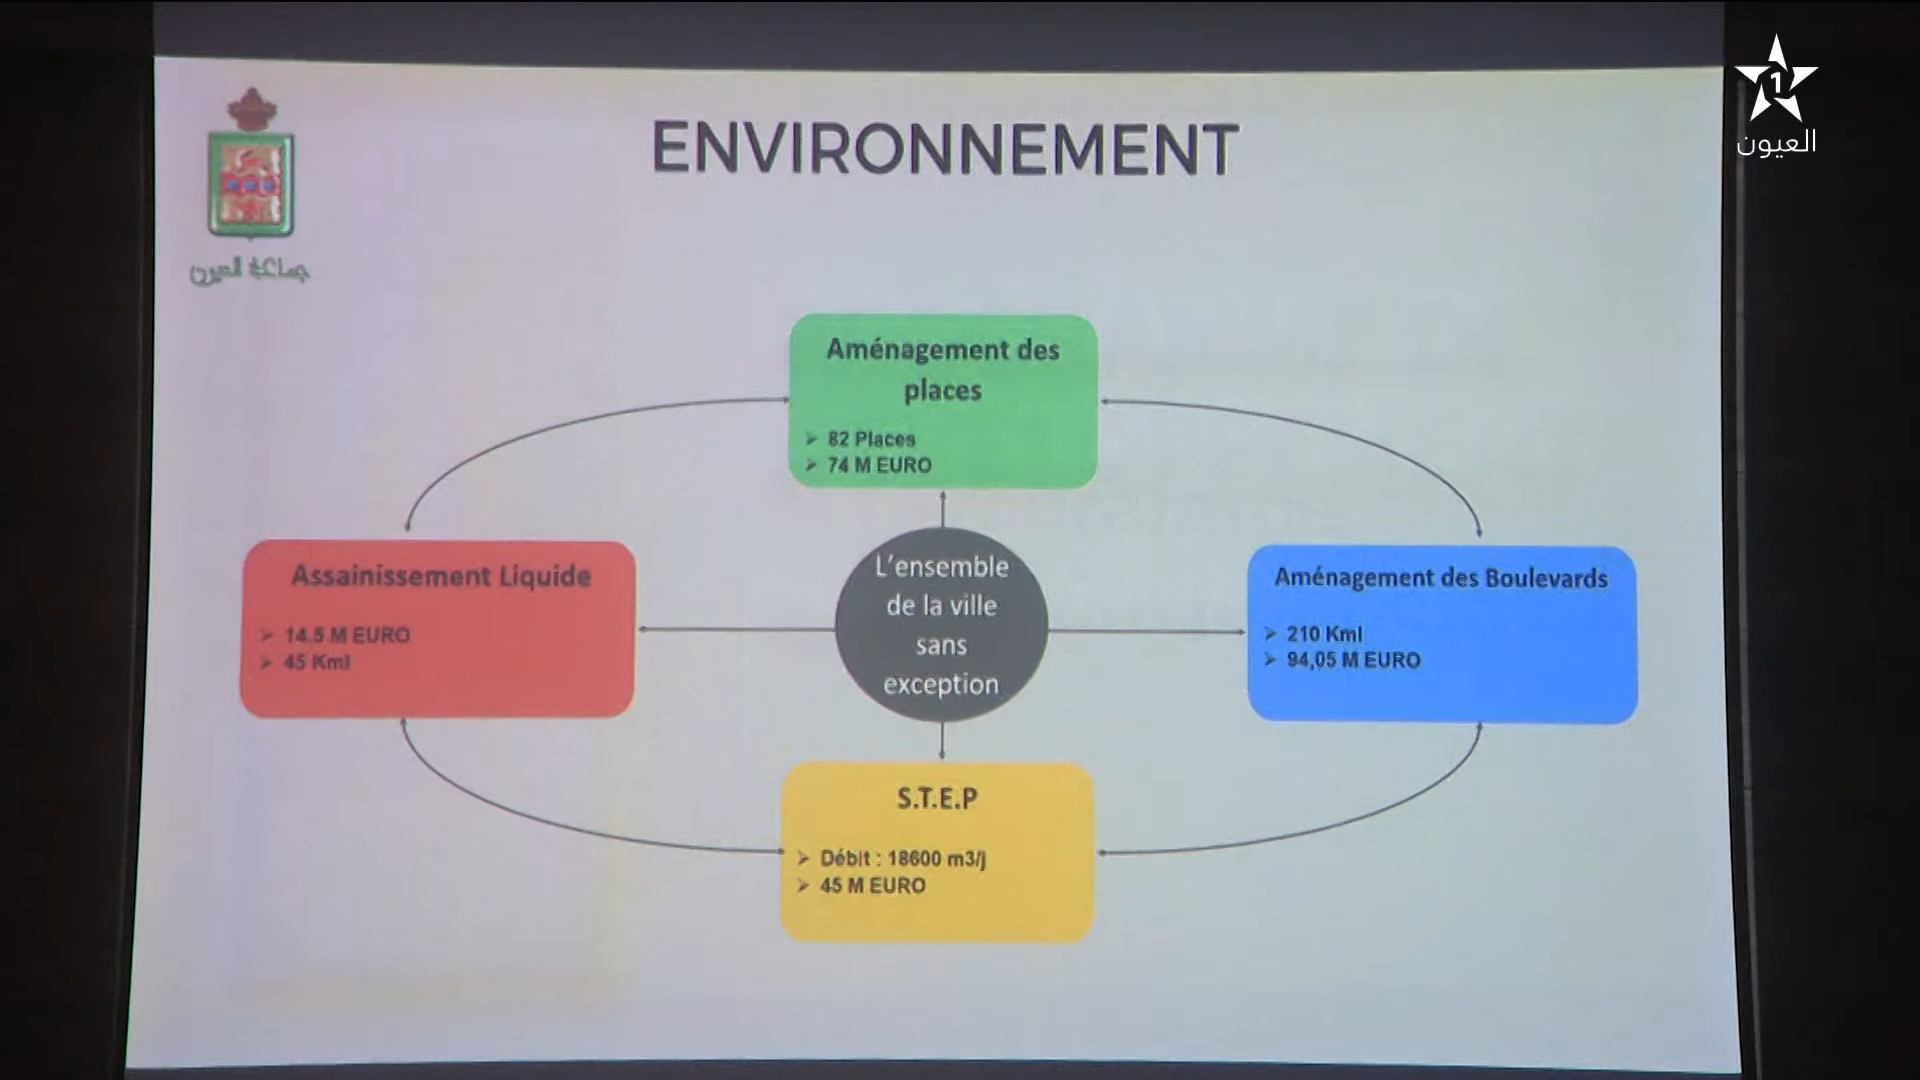 1
العيون
ENVIRONNEMENT
جماعة العيون
Aménagement des
places
➢ 82 Places
➢ 74 M EURO
Assainissement Liquide
➢ 14.5 M EURO
➢ 45 Kml
L'ensemble
de la ville
sans
exception
Aménagement des Boulevards
➢ 210 Kml
➢ 94,05 M EURO
S.T.E.P
➢ Débit : 18600 m3/j
➢ 45 M EURO